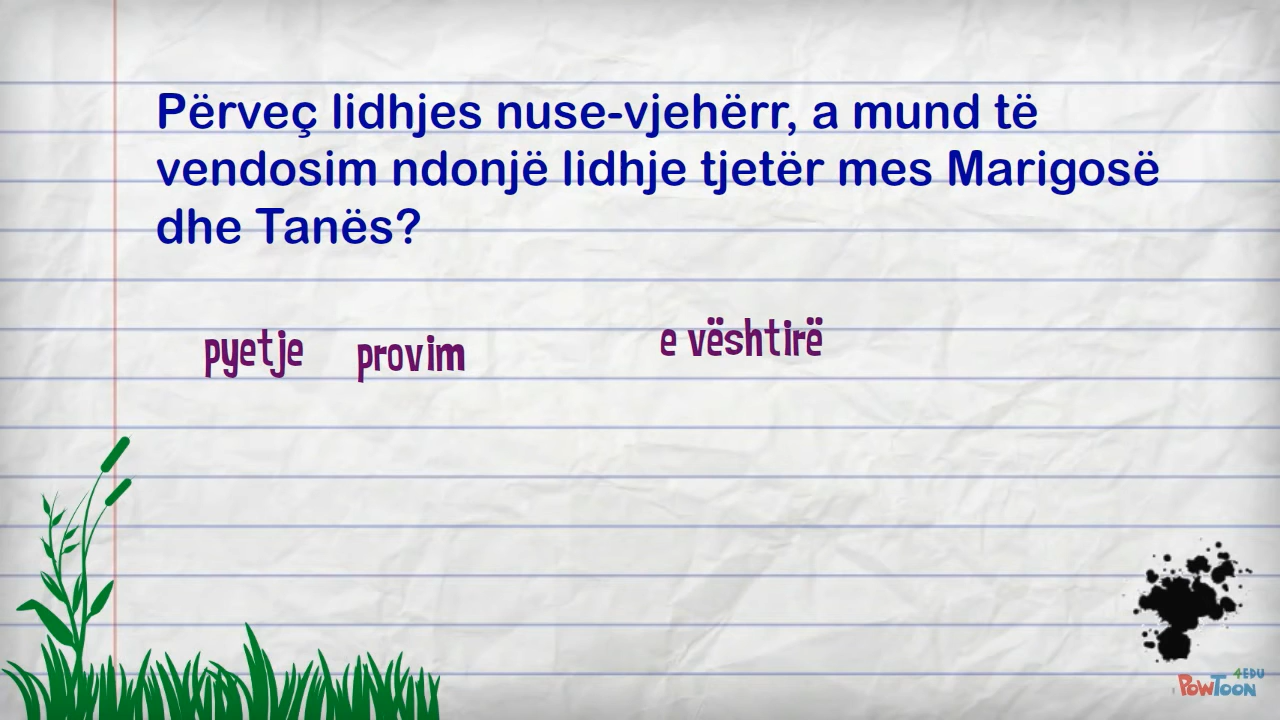 Përveç lidhjes nuse-vjehërr, a mund të
vendosim ndonjë lidhje tjetër mes Marigosë
dhe Tanës?
pyetje provim e vështirë
4EDU
POWTOON